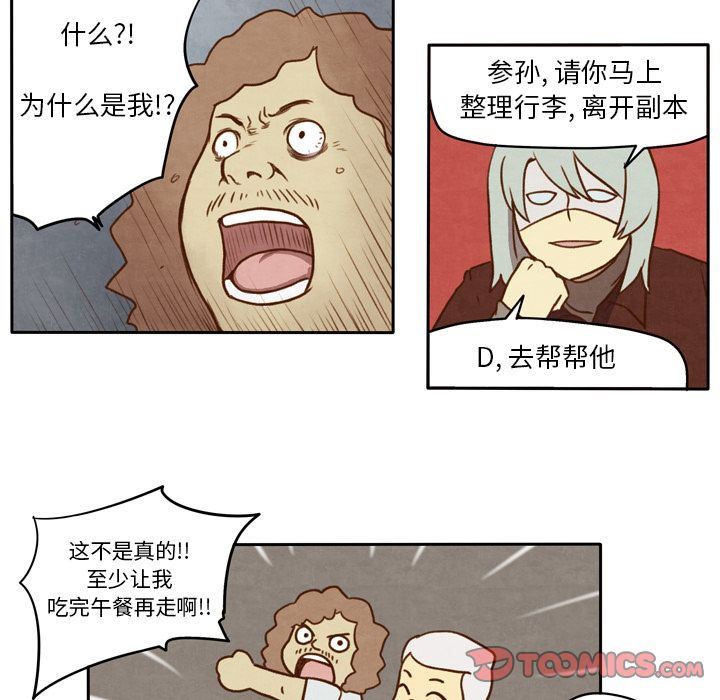 什么?!
为什么是我!?
参孙, 请你马上
整理行李, 离开副本
D, 去帮帮他
这不是真的!!
至少让我
吃完午餐再走啊!!
TOOMICS.COM